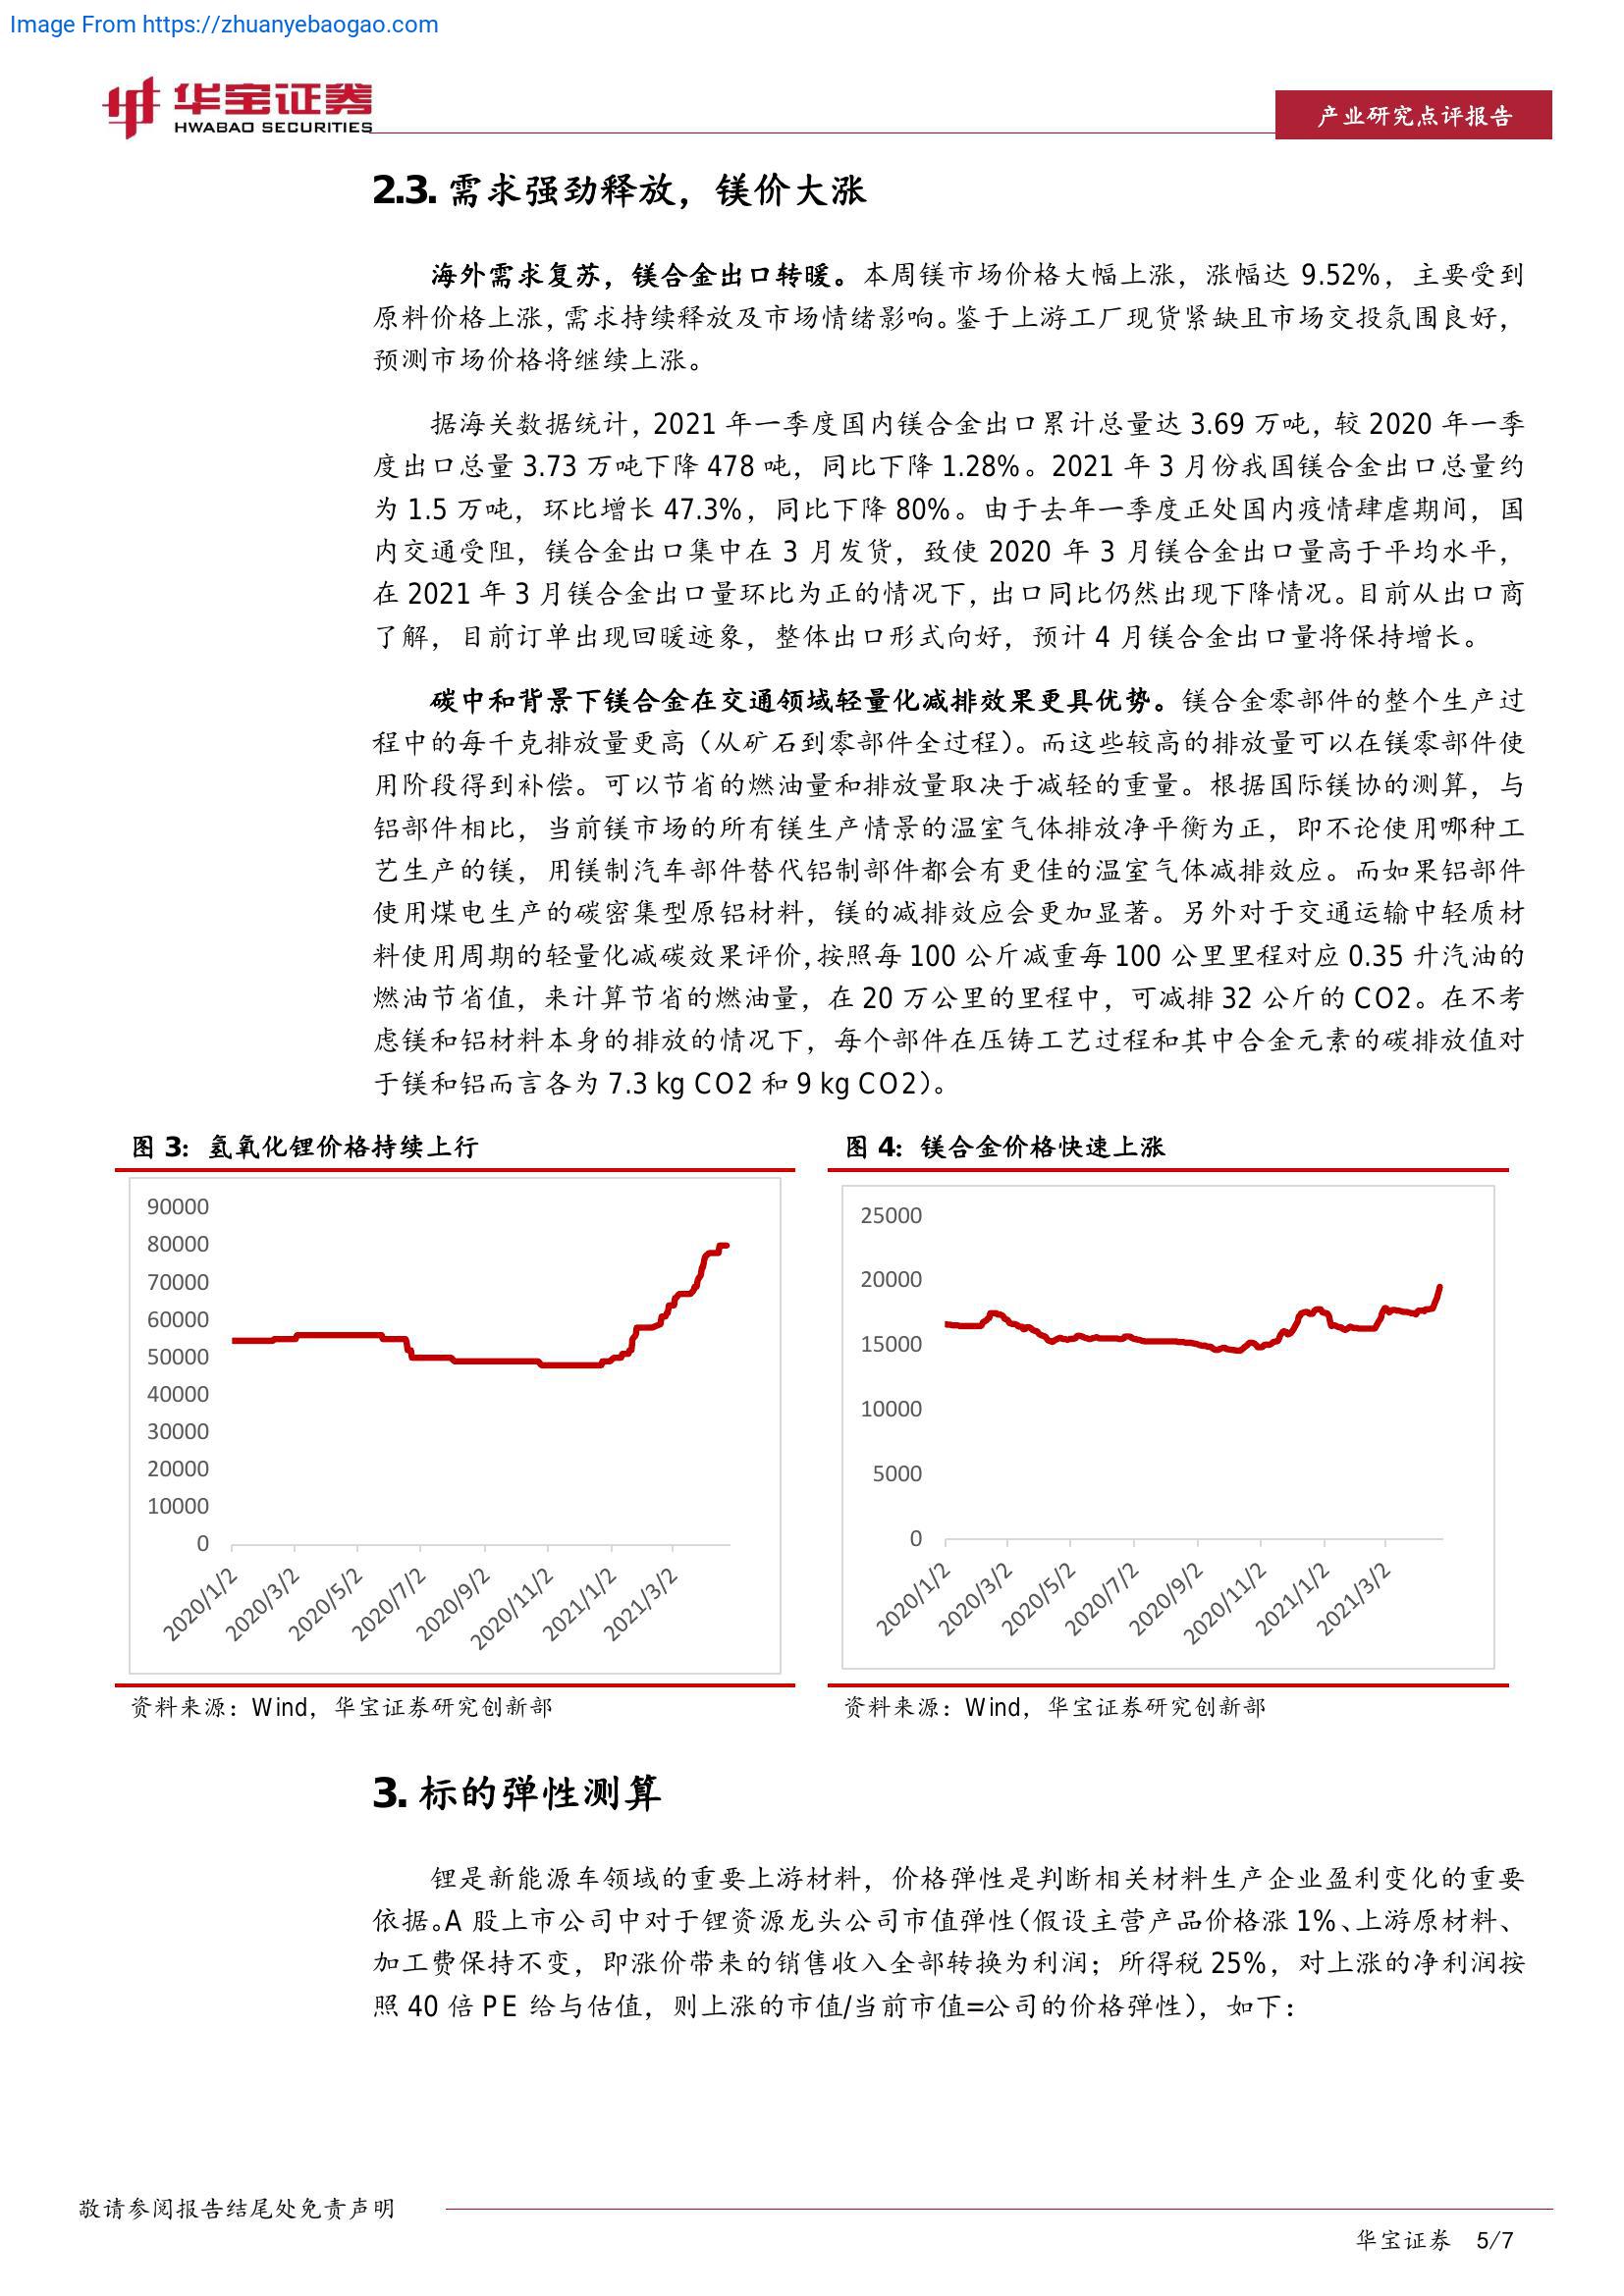 Image From https://zhuanyebaogao.com
华宝证券
HWABAO SECURITIES
产业研究点评报告
2.3. 需求强劲释放，镁价大涨
海外需求复苏，镁合金出口转暖。本周镁市场价格大幅上涨，涨幅达 9.52%，主要受到
原料价格上涨，需求持续释放及市场情绪影响。鉴于上游工厂现货紧缺且市场交投氛围良好，
预测市场价格将继续上涨。
据海关数据统计，2021 年一季度国内镁合金出口累计总量达 3.69 万吨，较 2020 年一季
度出口总量 3.73 万吨下降 478 吨，同比下降 1.28%。2021 年 3 月份我国镁合金出口总量约
为 1.5 万吨，环比增长 47.3%，同比下降 80%。由于去年一季度正处国内疫情肆虐期间，国
内交通受阻，镁合金出口集中在 3 月发货，致使 2020 年 3 月镁合金出口量高于平均水平，
在 2021 年 3 月镁合金出口量环比为正的情况下，出口同比仍然出现下降情况。目前从出口商
了解，目前订单出现回暖迹象，整体出口形式向好，预计 4 月镁合金出口量将保持增长。
碳中和背景下镁合金在交通领域轻量化减排效果更具优势。镁合金零部件的整个生产过
程中的每千克排放量更高（从矿石到零部件全过程）。而这些较高的排放量可以在镁零部件使
用阶段得到补偿。可以节省的燃油量和排放量取决于减轻的重量。根据国际镁协的测算，与
铝部件相比，当前镁市场的所有镁生产情景的温室气体排放净平衡为正，即不论使用哪种工
艺生产的镁，用镁制汽车部件替代铝制部件都会有更佳的温室气体减排效应。而如果铝部件
使用煤电生产的碳密集型原铝材料，镁的减排效应会更加显著。另外对于交通运输中轻质材
料使用周期的轻量化减碳效果评价，按照每 100 公斤减重每 100 公里里程对应 0.35 升汽油的
燃油节省值，来计算节省的燃油量，在 20 万公里的里程中，可减排 32 公斤的 CO2。在不考
虑镁和铝材料本身的排放的情况下，每个部件在压铸工艺过程和其中合金元素的碳排放值对
于镁和铝而言各为 7.3 kg CO2 和 9 kg CO2）。
图 3：氢氧化锂价格持续上行
90000
80000
70000
60000
50000
40000
30000
20000
10000
0
2020/1/2
2020/3/2
2020/5/2
2020/7/2
2020/9/2
2020/11/2
2021/1/2
2021/3/2
资料来源：Wind，华宝证券研究创新部
图 4：镁合金价格快速上涨
25000
20000
15000
10000
5000
0
2020/1/2
2020/3/2
2020/5/2
2020/7/2
2020/9/2
2020/11/2
2021/1/2
2021/3/2
资料来源：Wind，华宝证券研究创新部
3. 标的弹性测算
锂是新能源车领域的重要上游材料，价格弹性是判断相关材料生产企业盈利变化的重要
依据。A 股上市公司中对于锂资源龙头公司市值弹性（假设主营产品价格涨 1%、上游原材料、
加工费保持不变，即涨价带来的销售收入全部转换为利润；所得税 25%，对上涨的净利润按
照 40 倍 PE 给与估值，则上涨的市值/当前市值=公司的价格弹性），如下：
敬请参阅报告结尾处免责声明
华宝证券 5/7